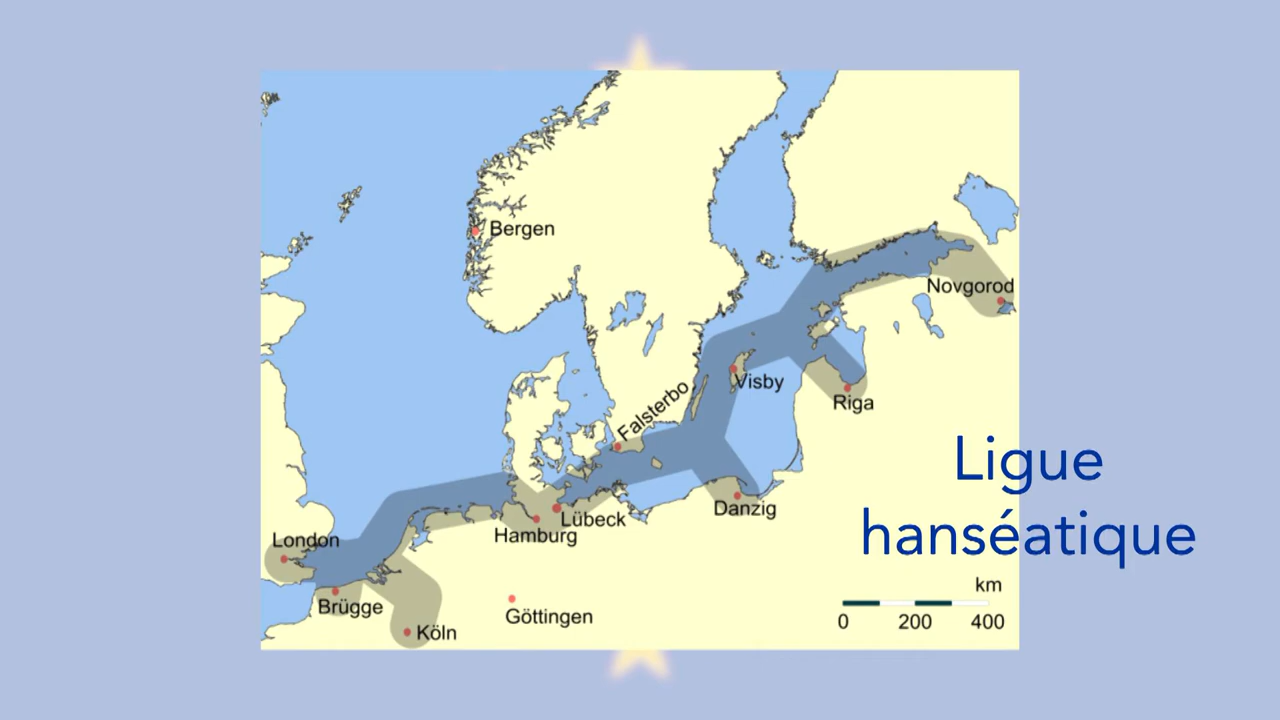 Bergen
Novgorod
Visby
Falsterbo
Riga
Ligue
hanséatique
Danzig
Lübeck
Hamburg
London
km
Brügge
Göttingen
0 200 400
Köln